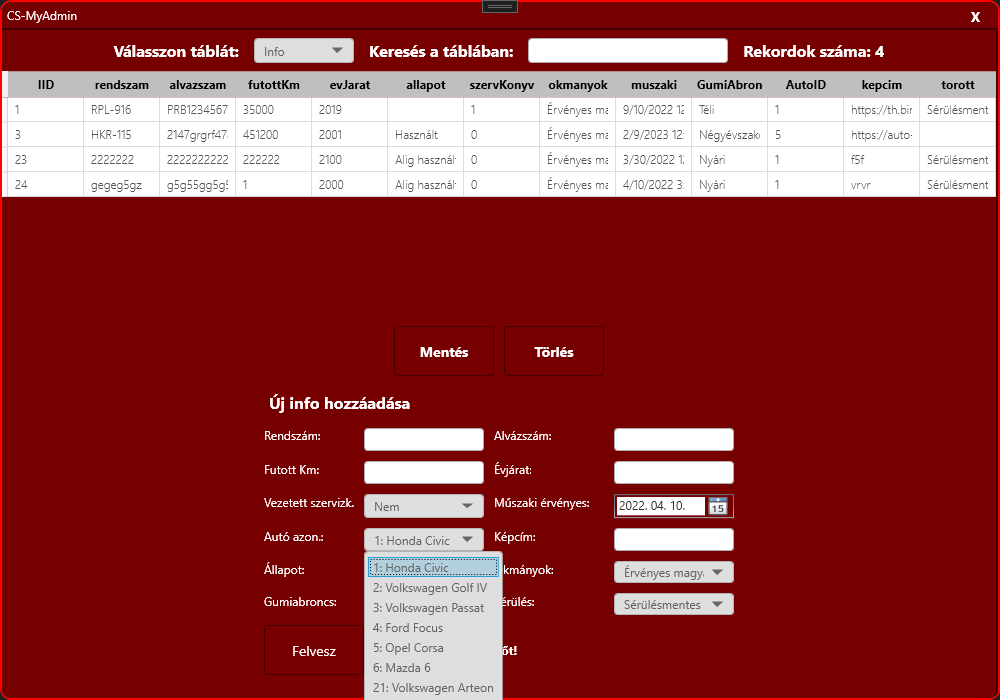 CS-MyAdmin X
Válasszon táblát: Info Keresés a táblában: Rekordok száma: 4
IID rendszam alvazszam futottKm evJarat allapot szervKonyv okmanyok muszaki GumiAbron AutoID kepcim torott
1 RPL-916 PRB1234567 35000 2019 1 Érvényes ma 9/10/2022 12 Téli 1 https://th.bir Sérülésment
3 HKR-115 2147grgrf47 451200 2001 Használt 0 Érvényes ma 2/9/2023 12: Négyévszak 5 https://auto-
23 2222222 2222222222 222222 2100 Alig használ 0 Érvényes ma 3/30/2022 1 Nyári 1 f5f Sérülésment
24 gegeg5gz g5g55gg5g5 1 2000 Alig használ 0 Érvényes ma 4/10/2022 3: Nyári 1 vrvr Sérülésment
Mentés Törlés
Új info hozzáadása
Rendszám: Alvázszám:
Futott Km: Évjárat:
Vezetett szervizk. Nem Műszaki érvényes: 2022. 04. 10. 15
Autó azon.: 1: Honda Civic Képcím:
Állapot: 1: Honda Civic kmányok: Érvényes magya
2: Volkswagen Golf IV
Gumiabroncs: 3: Volkswagen Passat érülés: Sérülésmentes
4: Ford Focus
Felvesz 5: Opel Corsa őt!
6: Mazda 6
21: Volkswagen Arteon